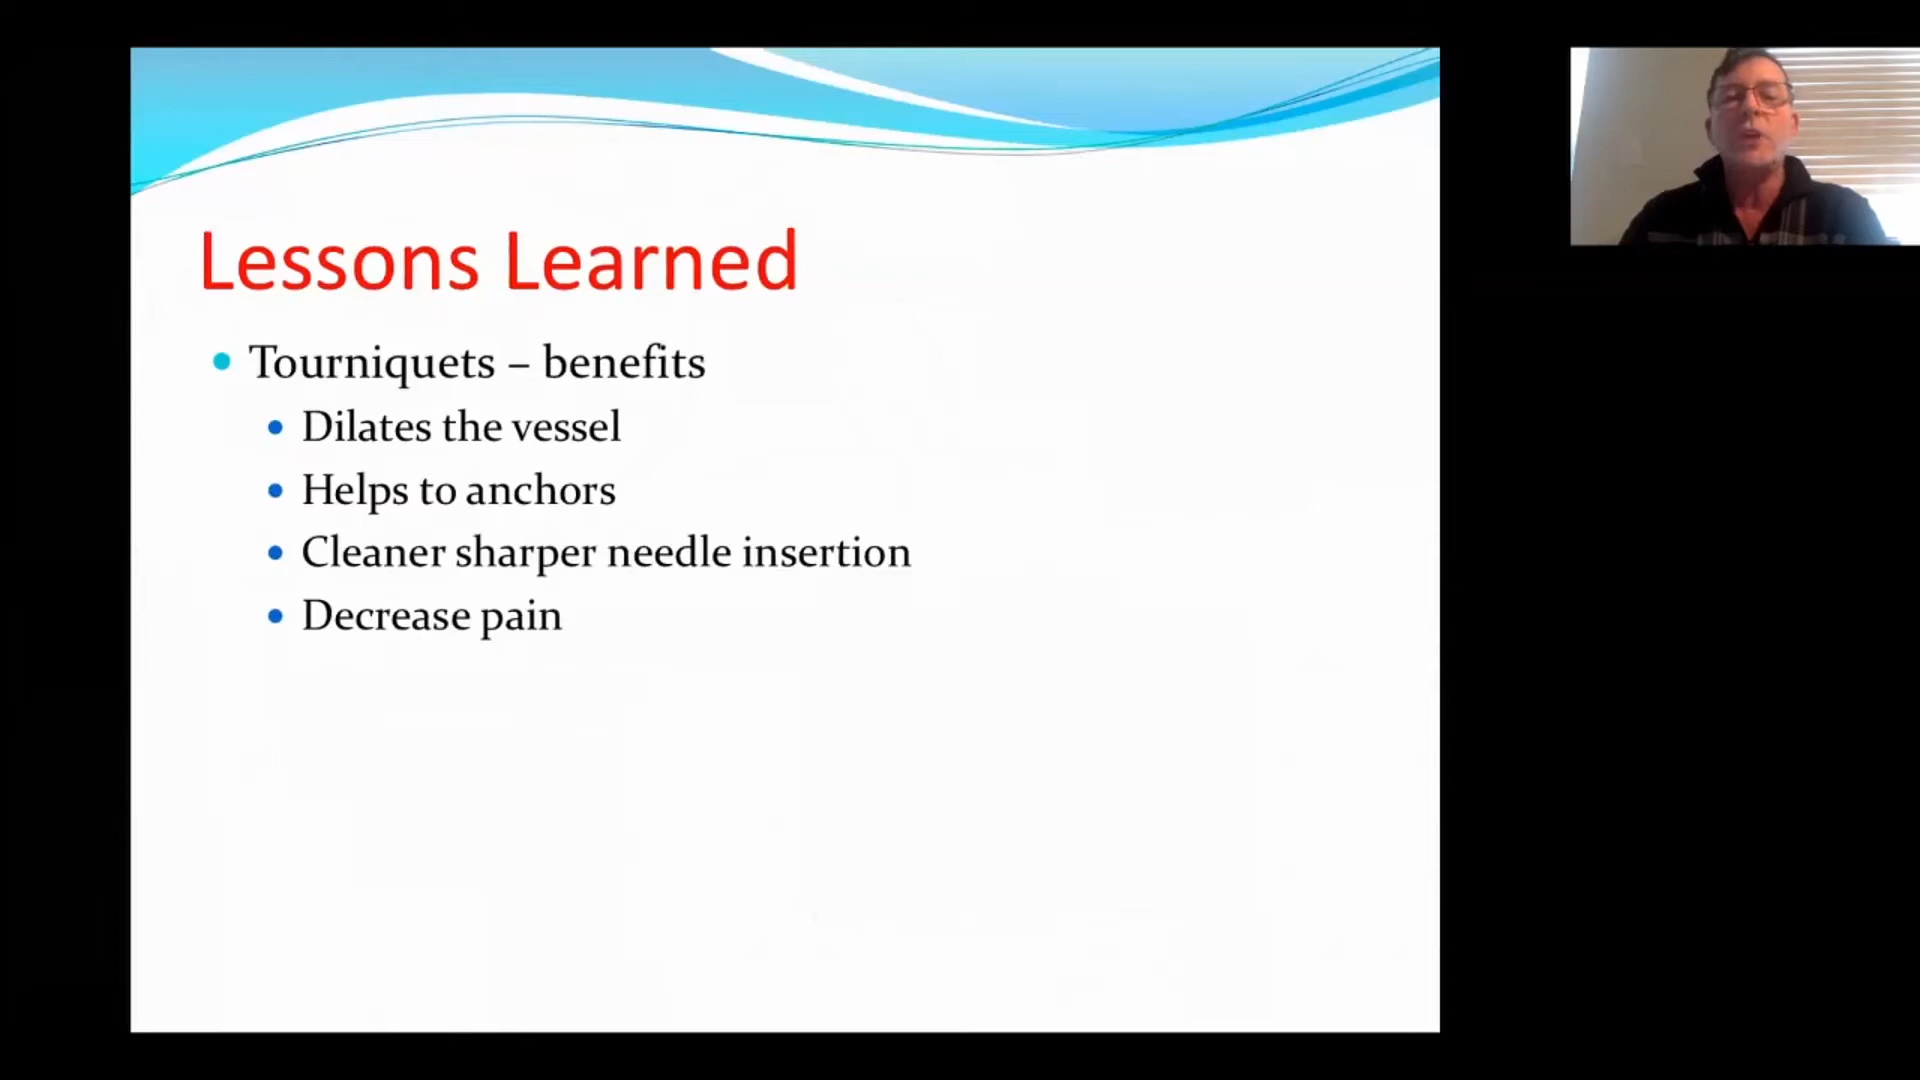 Lessons Learned
Tourniquets – benefits
Dilates the vessel
Helps to anchors
Cleaner sharper needle insertion
Decrease pain